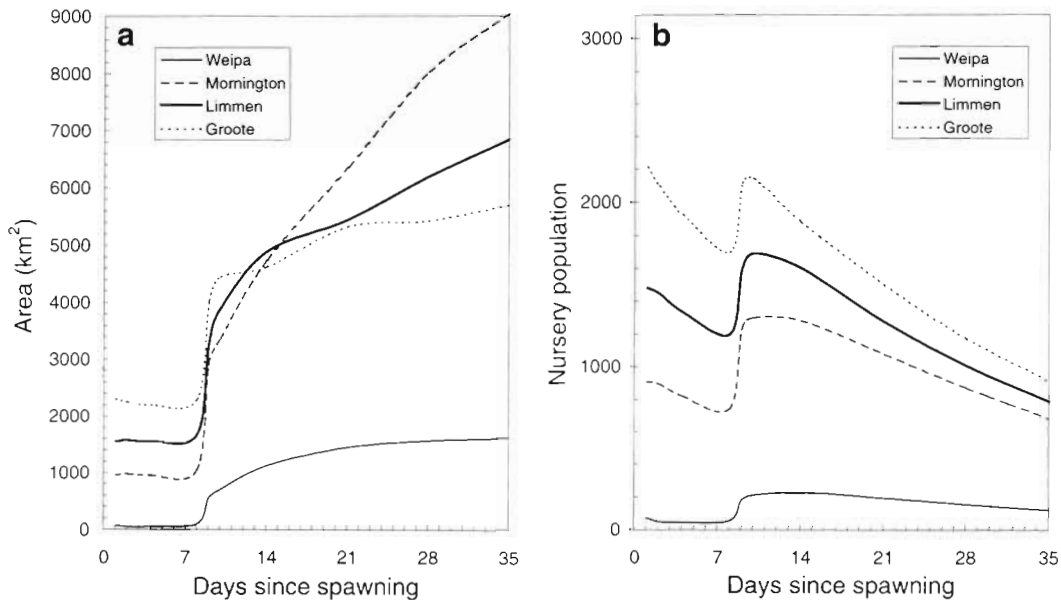 a
Weipa
Mornington
Limmen
Groote
9000
8000
7000
6000
5000
4000
3000
2000
1000
0
Area (km²)
0 7 14 21 28 35
Days since spawning
b
Weipa
Mornington
Limmen
Groote
3000
2000
1000
0
Nursery population
0 7 14 21 28 35
Days since spawning